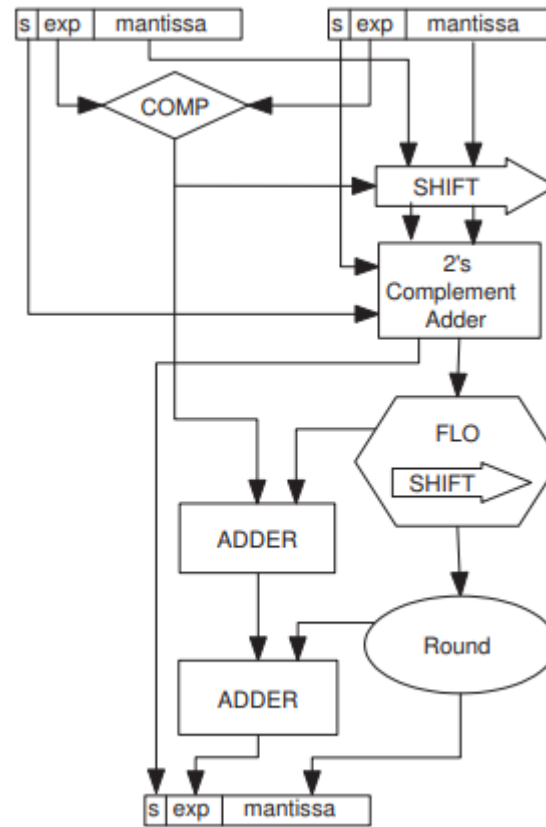 s exp mantissa
s exp mantissa
COMP
SHIFT
2's
Complement
Adder
FLO
SHIFT
ADDER
Round
ADDER
s exp mantissa